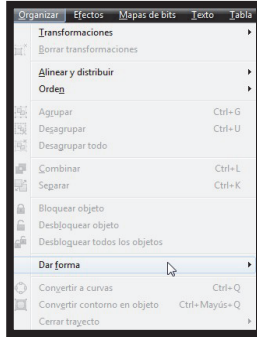 Organizar Efectos Mapas de bits Texto Tabla
Transformaciones
Borrar transformaciones
Alinear y distribuir
Orden
Agrupar Ctrl+G
Desagrupar Ctrl+U
Desagrupar todo
Combinar Ctrl+L
Separar Ctrl+K
Bloquear objeto
Desbloquear objeto
Desbloquear todos los objetos
Dar forma
Convertir a curvas Ctrl+Q
Convertir contorno en objeto Ctrl+Mayús+Q
Cerrar trayecto